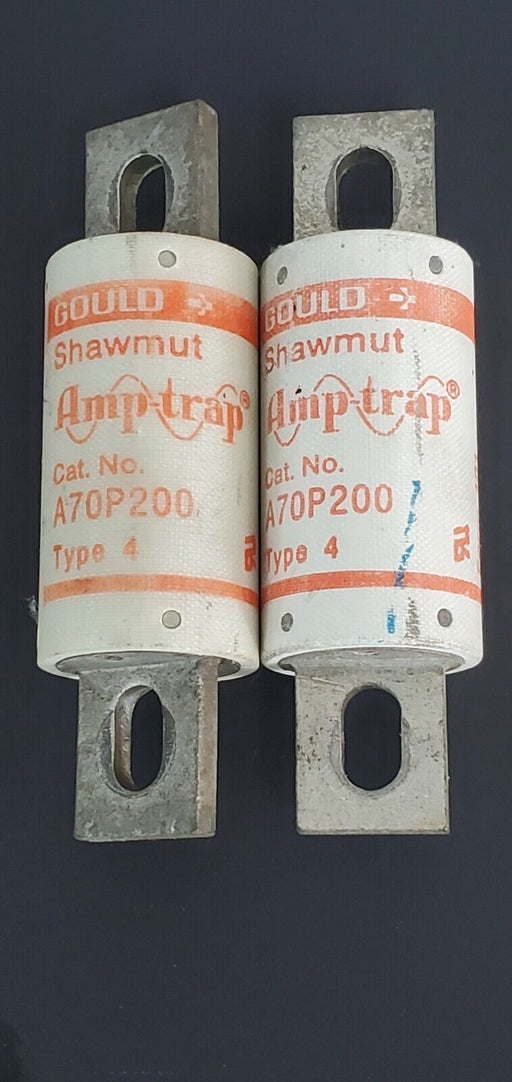 GOULD
Shawmut
Amp-trap®
Cat. No.
A70P200
Type 4
GOULD
Shawmut
Amp-trap®
Cat. No.
A70P200
Type 4